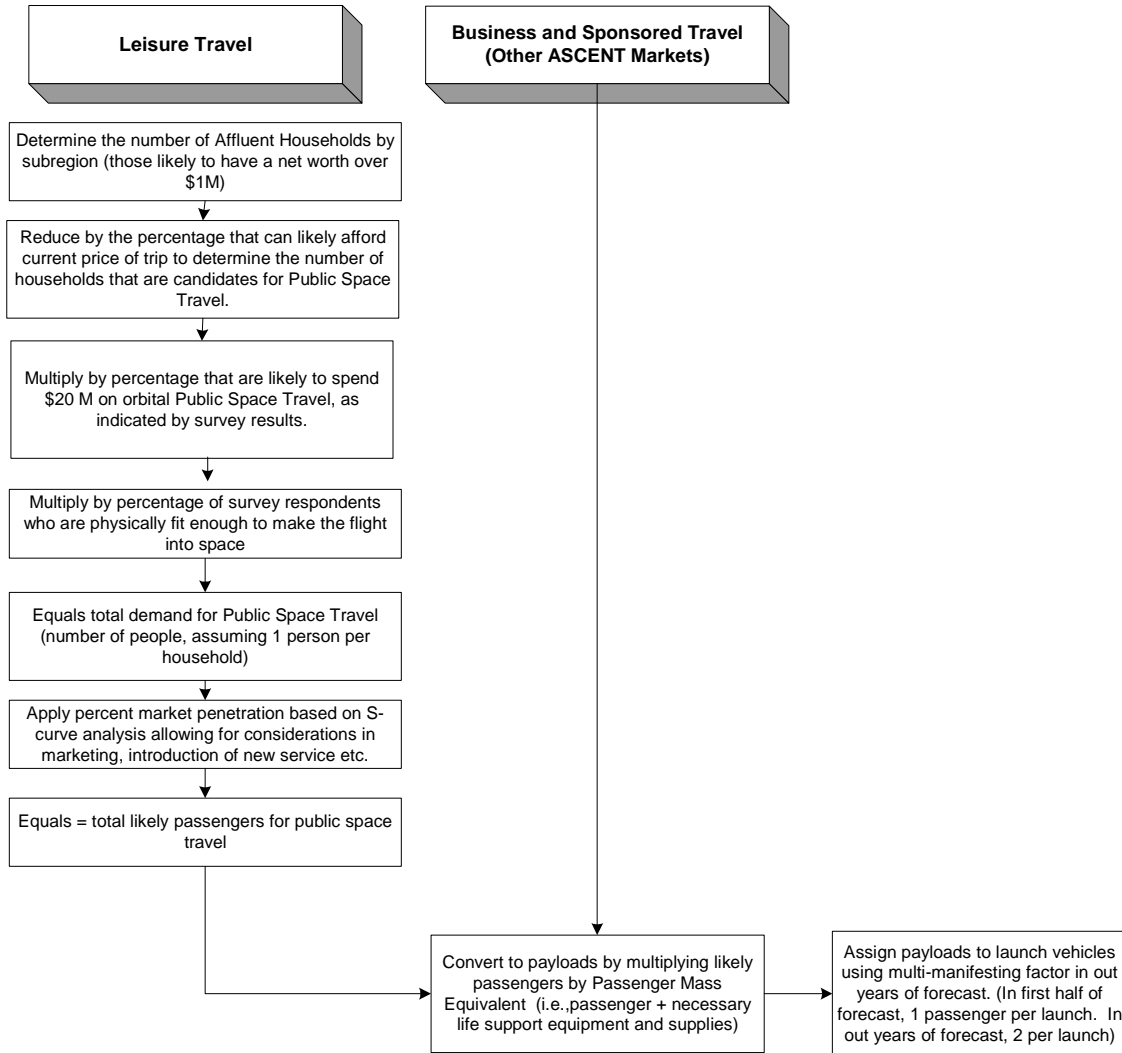 Leisure Travel
Business and Sponsored Travel
(Other ASCENT Markets)
Determine the number of Affluent Households by
subregion (those likely to have a net worth over
$1M)
Reduce by the percentage that can likely afford
current price of trip to determine the number of
households that are candidates for Public Space
Travel.
Multiply by percentage that are likely to spend
$20 M on orbital Public Space Travel, as
indicated by survey results.
Multiply by percentage of survey respondents
who are physically fit enough to make the flight
into space
Equals total demand for Public Space Travel
(number of people, assuming 1 person per
household)
Apply percent market penetration based on S-
curve analysis allowing for considerations in
marketing, introduction of new service etc.
Equals = total likely passengers for public space
travel
Convert to payloads by multiplying likely
passengers by Passenger Mass
Equivalent (i.e.,passenger + necessary
life support equipment and supplies)
Assign payloads to launch vehicles
using multi-manifesting factor in out
years of forecast. (In first half of
forecast, 1 passenger per launch. In
out years of forecast, 2 per launch)